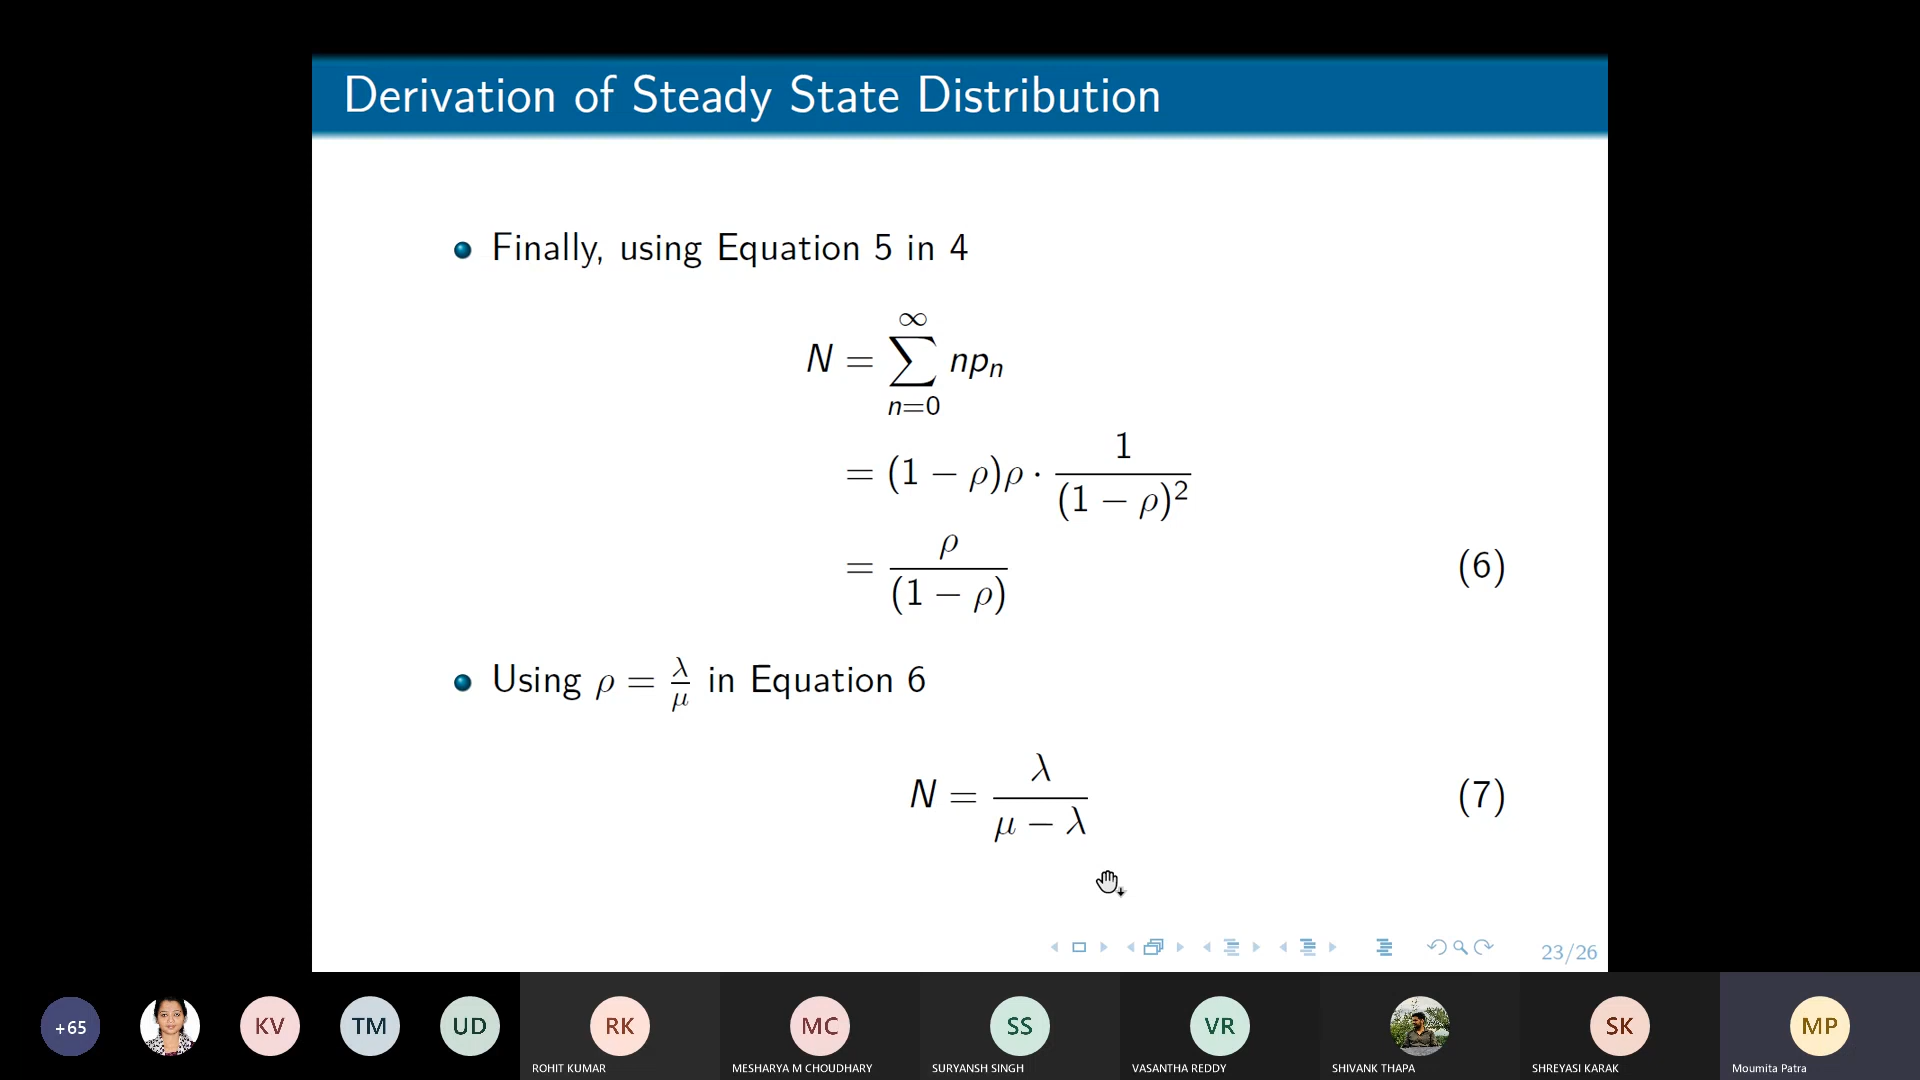 Derivation of Steady State Distribution
Finally, using Equation 5 in 4
N = ∑_{n=0}^{∞} np_n
= (1 − ρ)ρ · 1/(1 − ρ)²
= ρ/(1 − ρ) (6)
Using ρ = λ/μ in Equation 6
N = λ/(μ − λ) (7)
23/26
+65 KV TM UD RK MC SS VR SK MP
ROHIT KUMAR MESHARYA M CHOUDHARY SURYANSH SINGH VASANTHA REDDY SHIVANK THAPA SHREYASI KARAK Moumita Patra